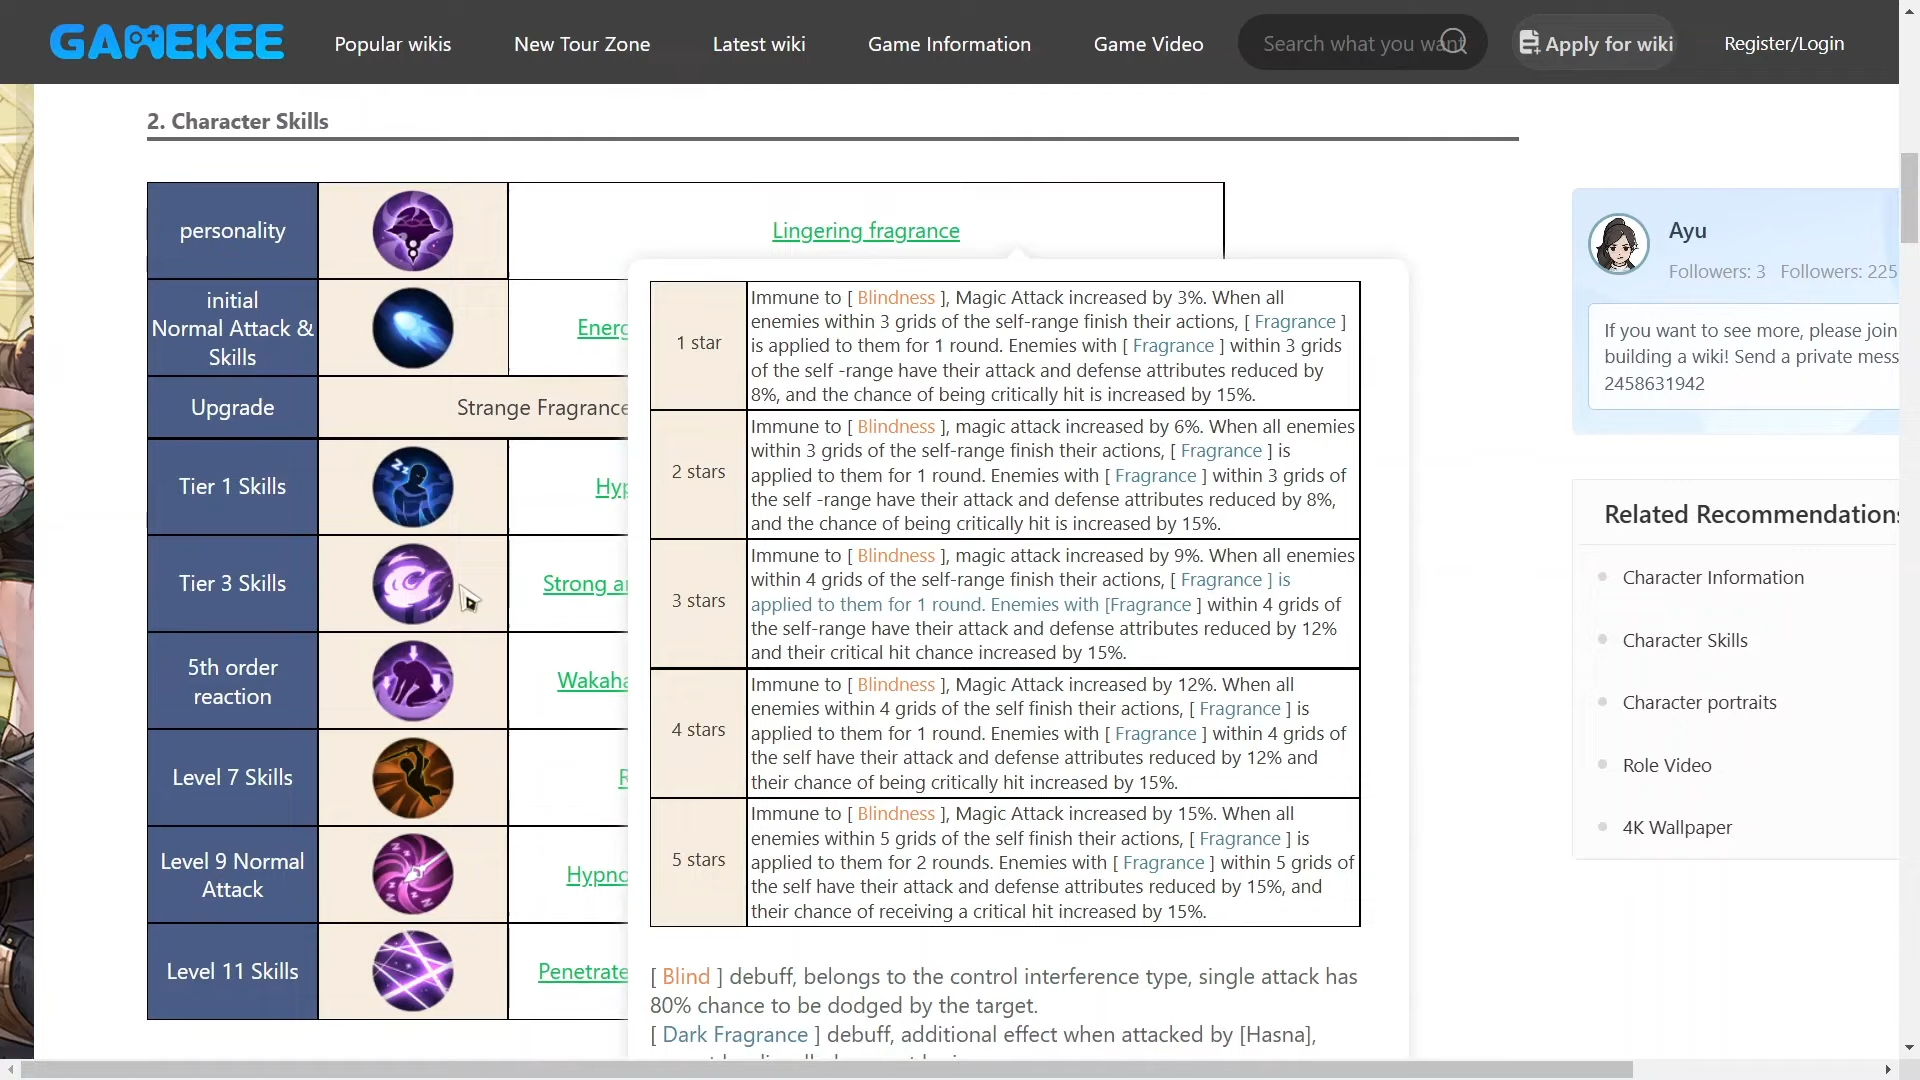 GAMEKEE
Popular wikis
New Tour Zone
Latest wiki
Game Information
Game Video
Search what you want
Apply for wiki
Register/Login
2. Character Skills
personality
Lingering fragrance
initial
Normal Attack &
Skills
Energ
Upgrade
Strange Fragrance
Tier 1 Skills
Hyp
Tier 3 Skills
Strong
5th order
reaction
Wakaha
Level 7 Skills
Level 9 Normal
Attack
Hypno
Level 11 Skills
Penetrate
1 star
Immune to [ Blindness ], Magic Attack increased by 3%. When all
enemies within 3 grids of the self-range finish their actions, [ Fragrance ]
is applied to them for 1 round. Enemies with [ Fragrance ] within 3 grids
of the self -range have their attack and defense attributes reduced by
8%, and the chance of being critically hit is increased by 15%.
2 stars
Immune to [ Blindness ], magic attack increased by 6%. When all enemies
within 3 grids of the self-range finish their actions, [ Fragrance ] is
applied to them for 1 round. Enemies with [ Fragrance ] within 3 grids of
the self -range have their attack and defense attributes reduced by 8%,
and the chance of being critically hit is increased by 15%.
3 stars
Immune to [ Blindness ], magic attack increased by 9%. When all enemies
within 4 grids of the self-range finish their actions, [ Fragrance ] is
applied to them for 1 round. Enemies with [Fragrance ] within 4 grids of
the self-range have their attack and defense attributes reduced by 12%
and their critical hit chance increased by 15%.
4 stars
Immune to [ Blindness ], Magic Attack increased by 12%. When all
enemies within 4 grids of the self finish their actions, [ Fragrance ] is
applied to them for 1 round. Enemies with [ Fragrance ] within 4 grids of
the self have their attack and defense attributes reduced by 12% and
their chance of being critically hit increased by 15%.
5 stars
Immune to [ Blindness ], Magic Attack increased by 15%. When all
enemies within 5 grids of the self finish their actions, [ Fragrance ] is
applied to them for 2 rounds. Enemies with [ Fragrance ] within 5 grids of
the self have their attack and defense attributes reduced by 15%, and
their chance of receiving a critical hit increased by 15%.
[ Blind ] debuff, belongs to the control interference type, single attack has
80% chance to be dodged by the target.
[ Dark Fragrance ] debuff, additional effect when attacked by [Hasna],
Ayu
Followers: 3 Followers: 225
If you want to see more, please join
building a wiki! Send a private mess
2458631942
Related Recommendations
Character Information
Character Skills
Character portraits
Role Video
4K Wallpaper